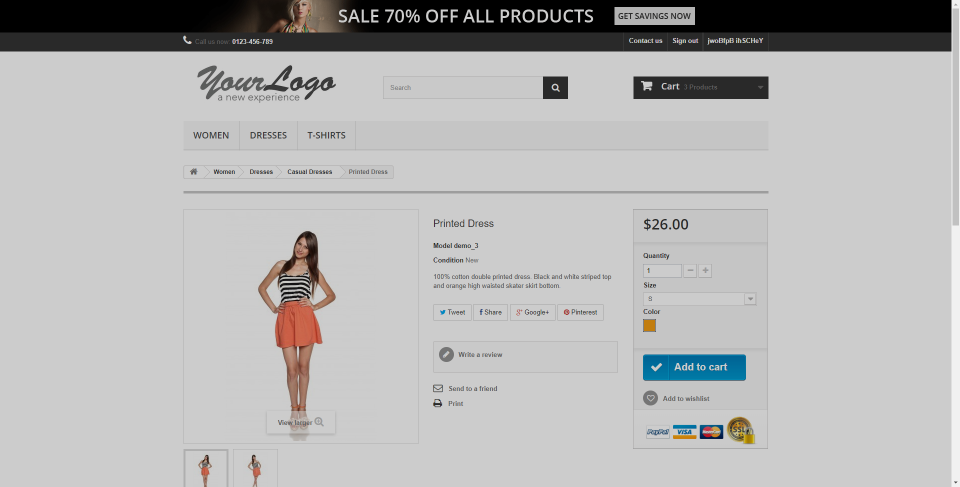 SALE 70% OFF ALL PRODUCTS GET SAVINGS NOW
Call us now: 0123-456-789
Contact us Sign out jwoBfpB ihSCHeY
YourLogo
a new experience
Search
Cart 3 Products
WOMEN DRESSES T-SHIRTS
Women Dresses Casual Dresses Printed Dress
Printed Dress
Model demo_3
Condition New
100% cotton double printed dress. Black and white striped top
and orange high waisted skater skirt bottom.
Tweet Share Google+ Pinterest
Write a review
Send to a friend
Print
View larger
$26.00
Quantity
1
Size
S
Color
Add to cart
Add to wishlist
PayPal VISA MasterCard SSL